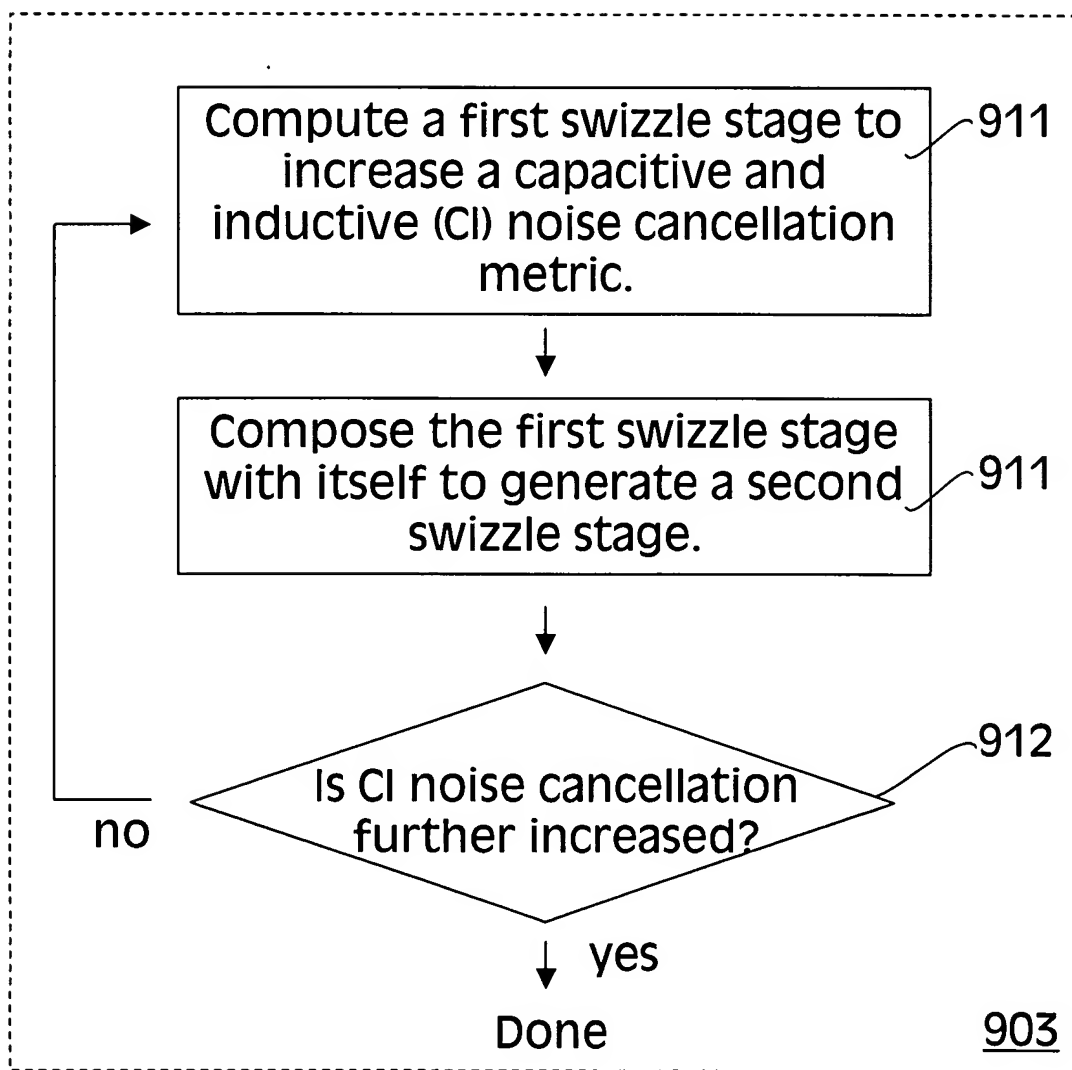 Compute a first swizzle stage to
increase a capacitive and
inductive (CI) noise cancellation
metric.
911
Compose the first swizzle stage
with itself to generate a second
swizzle stage.
911
Is CI noise cancellation
further increased?
912
no
yes
Done
903